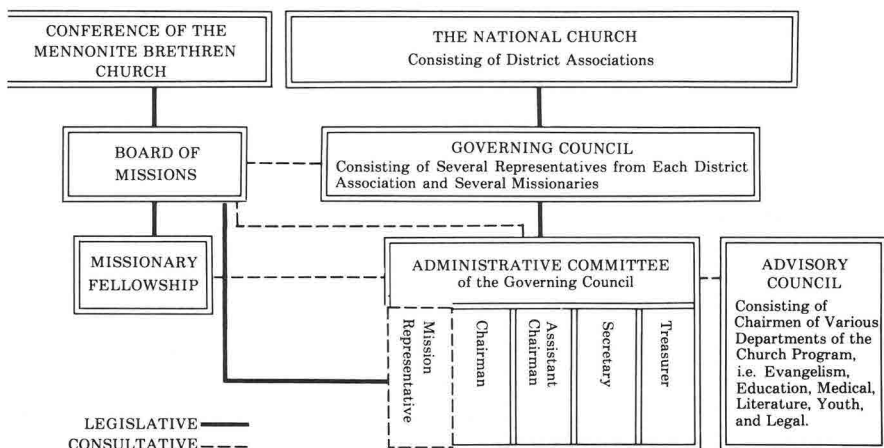 CONFERENCE OF THE
MENNONITE BRETHREN
CHURCH
THE NATIONAL CHURCH
Consisting of District Associations
BOARD OF
MISSIONS
GOVERNING COUNCIL
Consisting of Several Representatives from Each District
Association and Several Missionaries
MISSIONARY
FELLOWSHIP
ADMINISTRATIVE COMMITTEE
of the Governing Council
Mission
Representative
Chairman
Assistant
Chairman
Secretary
Treasurer
ADVISORY
COUNCIL
Consisting of
Chairmen of Various
Departments of the
Church Program,
i.e. Evangelism,
Education, Medical,
Literature, Youth,
and Legal.
LEGISLATIVE
CONSULTATIVE